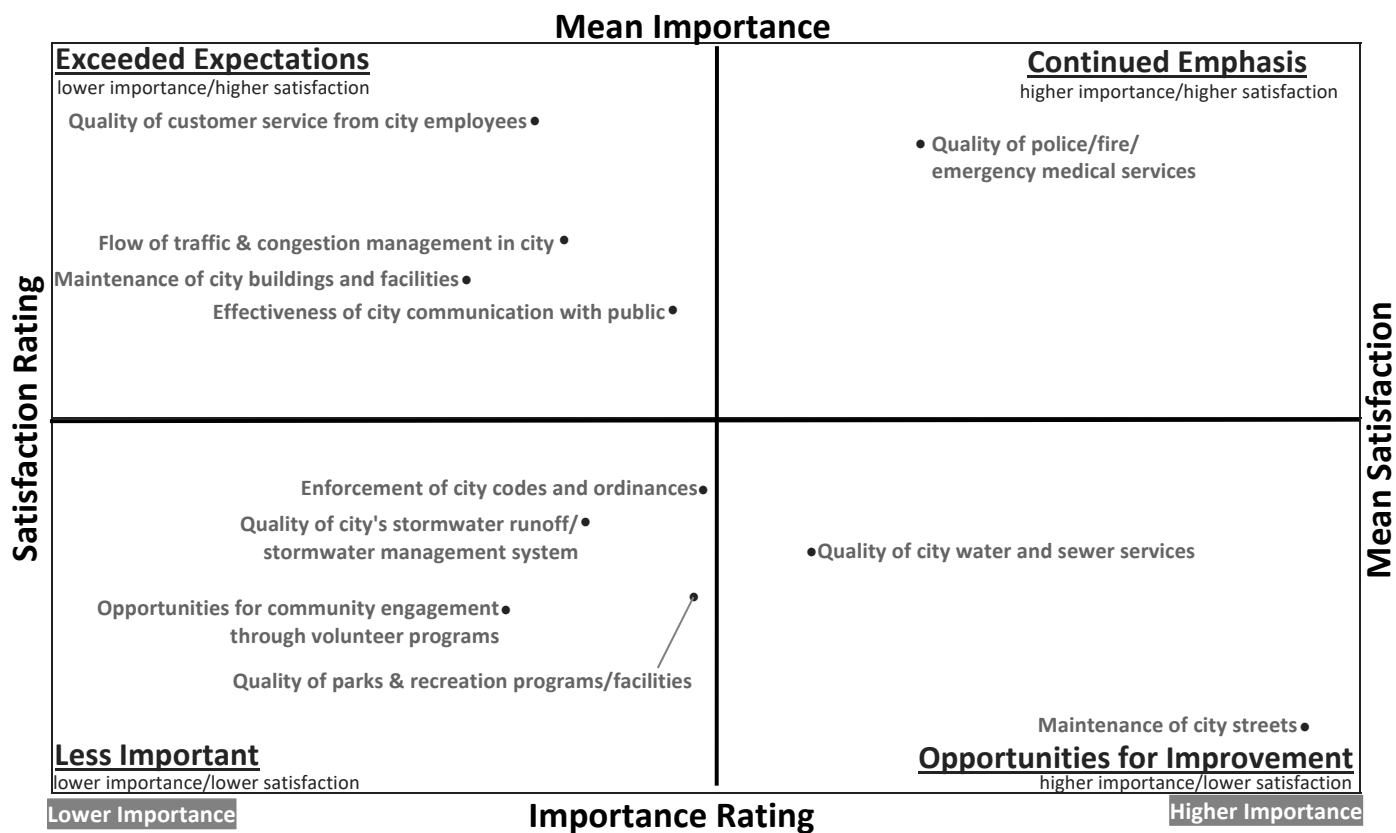 Mean Importance
Exceeded Expectations
lower importance/higher satisfaction
Continued Emphasis
higher importance/higher satisfaction
Quality of customer service from city employees
Quality of police/fire/
emergency medical services
Flow of traffic & congestion management in city
Maintenance of city buildings and facilities
Effectiveness of city communication with public
Satisfaction Rating
Mean Satisfaction
Enforcement of city codes and ordinances
Quality of city's stormwater runoff/
stormwater management system
Quality of city water and sewer services
Opportunities for community engagement
through volunteer programs
Quality of parks & recreation programs/facilities
Maintenance of city streets
Less Important
lower importance/lower satisfaction
Opportunities for Improvement
higher importance/lower satisfaction
Lower Importance
Importance Rating
Higher Importance